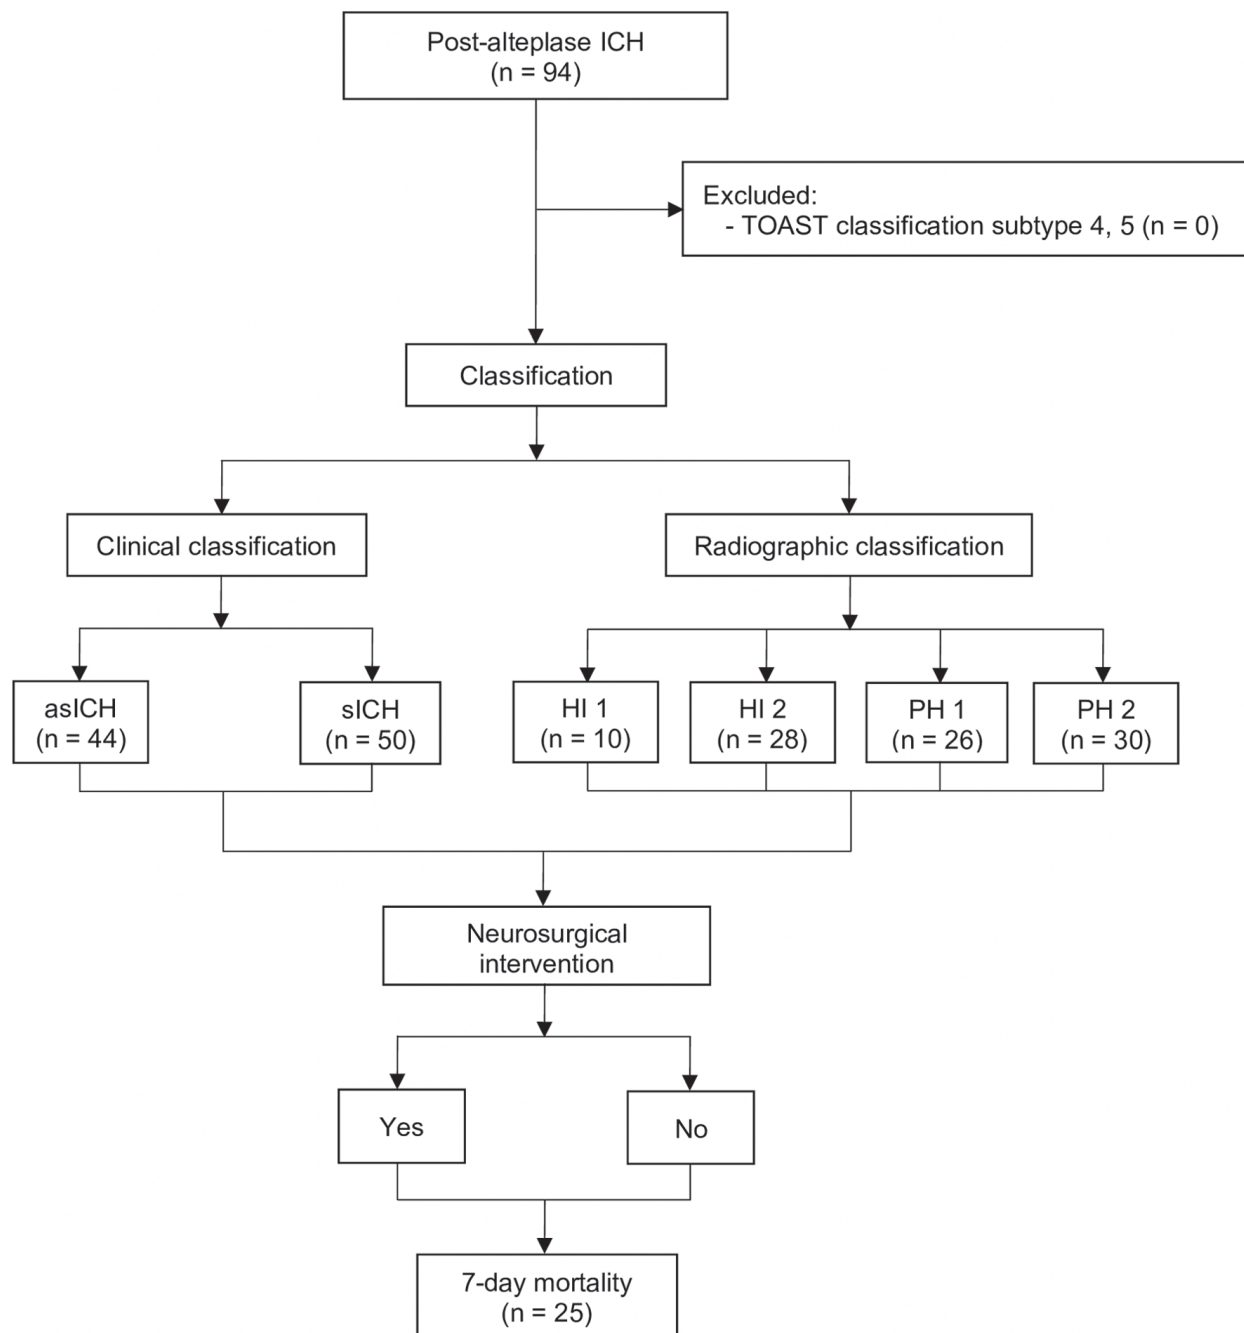 Post-alteplase ICH
(n = 94)
Excluded:
- TOAST classification subtype 4, 5 (n = 0)
Classification
Clinical classification
Radiographic classification
asICH
(n = 44)
sICH
(n = 50)
HI 1
(n = 10)
HI 2
(n = 28)
PH 1
(n = 26)
PH 2
(n = 30)
Neurosurgical
intervention
Yes
No
7-day mortality
(n = 25)